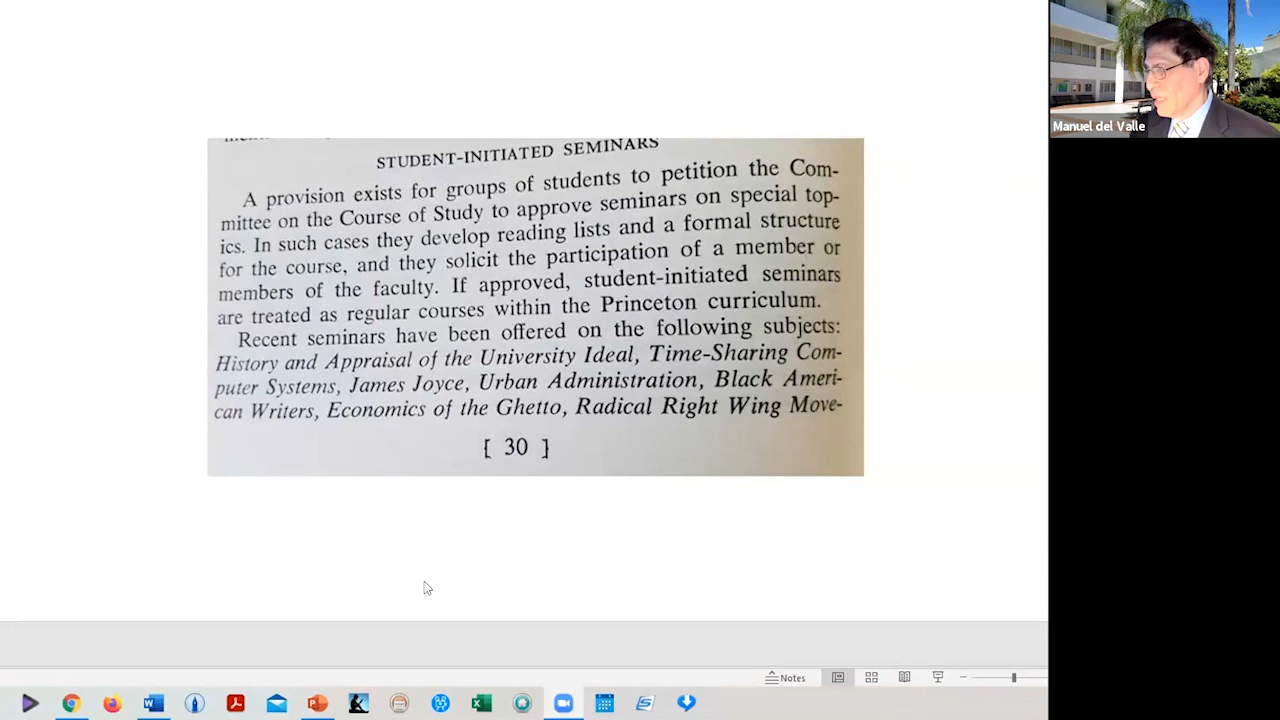 STUDENT-INITIATED SEMINARS
A provision exists for groups of students to petition the Com-
mittee on the Course of Study to approve seminars on special top-
ics. In such cases they develop reading lists and a formal structure
for the course, and they solicit the participation of a member or
members of the faculty. If approved, student-initiated seminars
are treated as regular courses within the Princeton curriculum.
Recent seminars have been offered on the following subjects:
History and Appraisal of the University Ideal, Time-Sharing Com-
puter Systems, James Joyce, Urban Administration, Black Ameri-
can Writers, Economics of the Ghetto, Radical Right Wing Move-
[ 30 ]
Manuel del Valle
Notes